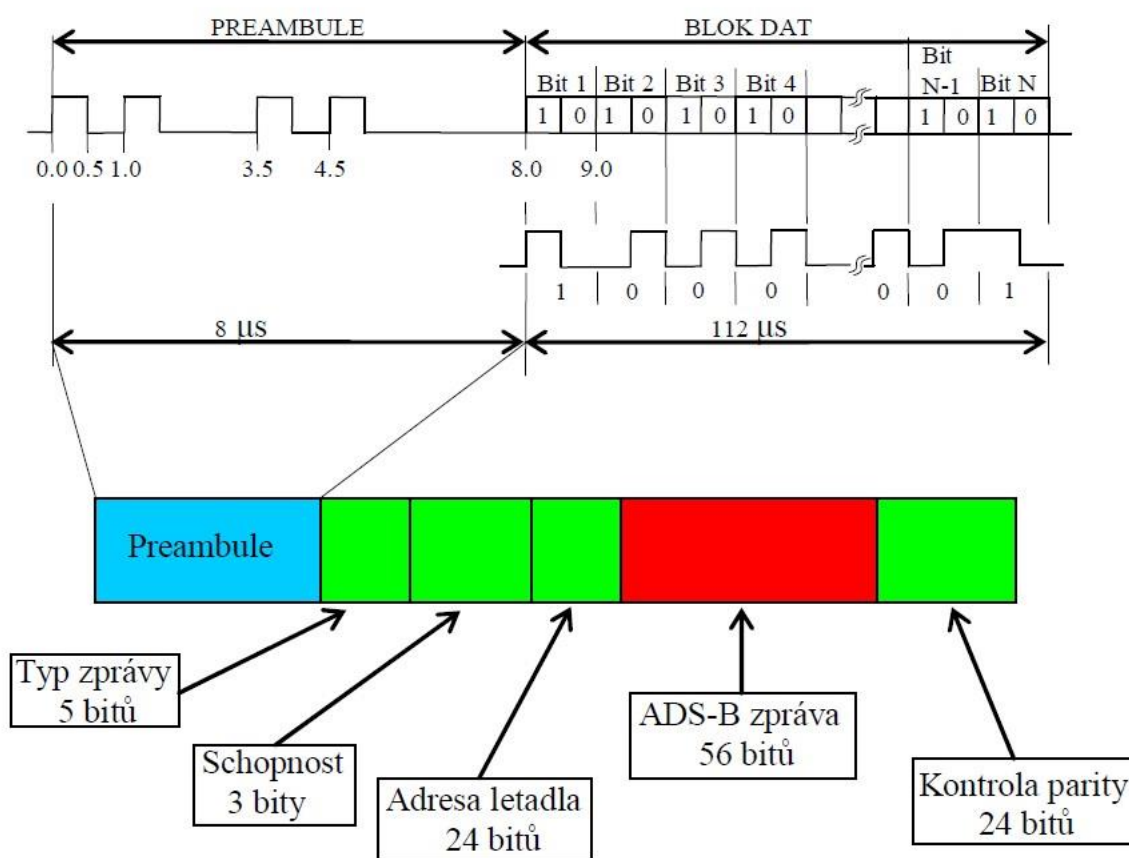 PREAMBULE
BLOK DAT
Bit 1 Bit 2 Bit 3 Bit 4
Bit
N-1
Bit N
1 0 1 0 1 0 1 0 1 0 1 0
0.0 0.5 1.0 3.5 4.5 8.0 9.0
1 0 0 0 0 0 1
8 µs
112 µs
Preambule
Typ zprávy
5 bitů
Schopnost
3 bity
Adresa letadla
24 bitů
ADS-B zpráva
56 bitů
Kontrola parity
24 bitů